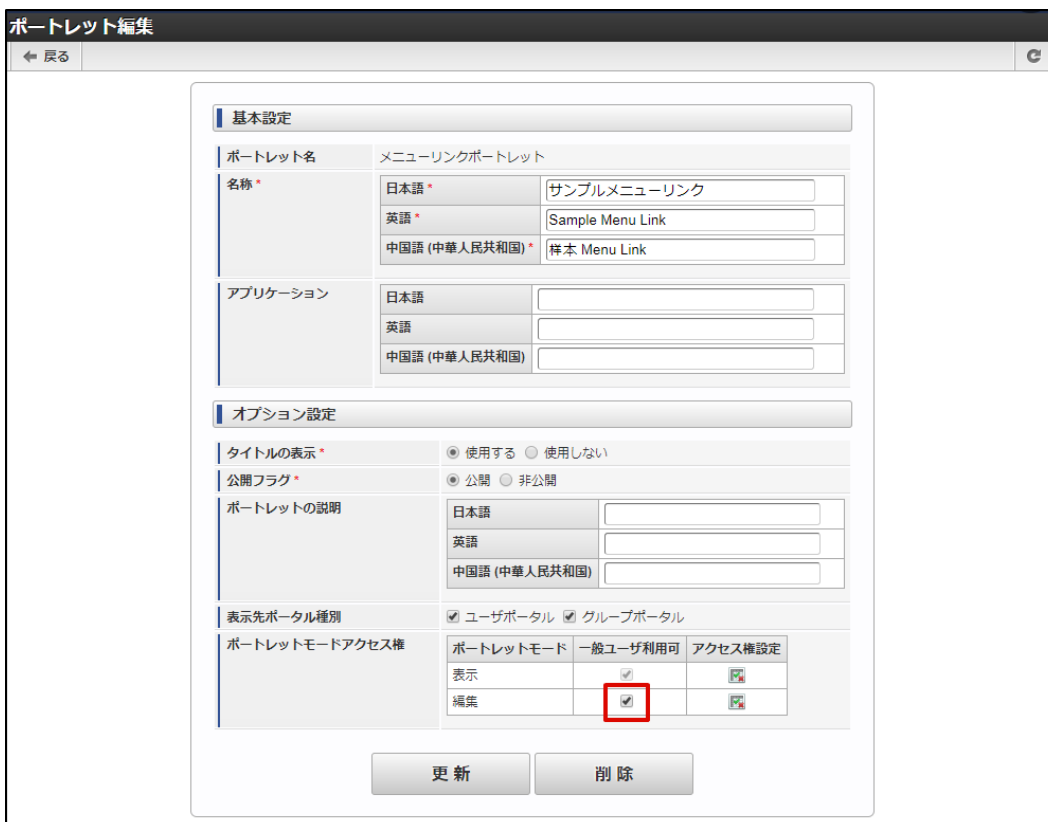 ポートレット編集
戻る
基本設定
ポートレット名 メニューリンクポートレット
名称* 日本語* サンプルメニューリンク
英語* Sample Menu Link
中国語 (中華人民共和国)* 样本 Menu Link
アプリケーション 日本語
英語
中国語 (中華人民共和国)
オプション設定
タイトルの表示* 使用する 使用しない
公開フラグ* 公開 非公開
ポートレットの説明 日本語
英語
中国語 (中華人民共和国)
表示先ポータル種別 ユーザポータル グループポータル
ポートレットモードアクセス権 ポートレットモード 一般ユーザ利用可 アクセス権設定
表示
編集
更新 削除